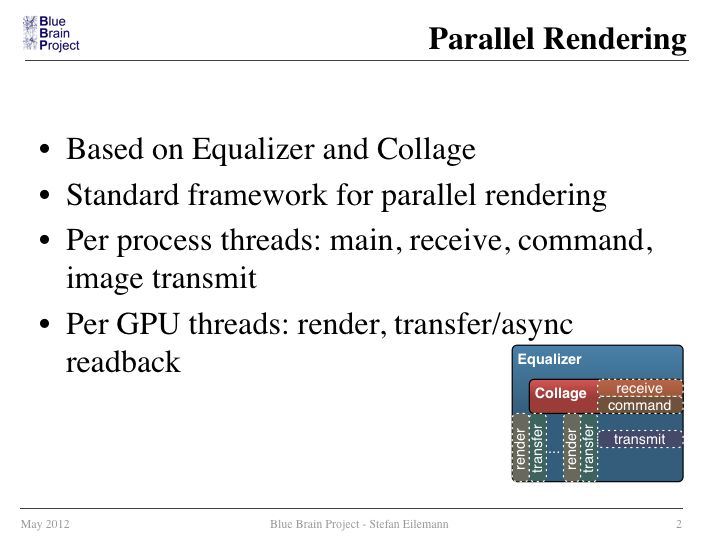 Blue
Brain
Project
Parallel Rendering
• Based on Equalizer and Collage
• Standard framework for parallel rendering
• Per process threads: main, receive, command,
image transmit
• Per GPU threads: render, transfer/async
readback
Equalizer
Collage
receive
command
render
transfer
...
render
transfer
transmit
May 2012
Blue Brain Project - Stefan Eilemann
2